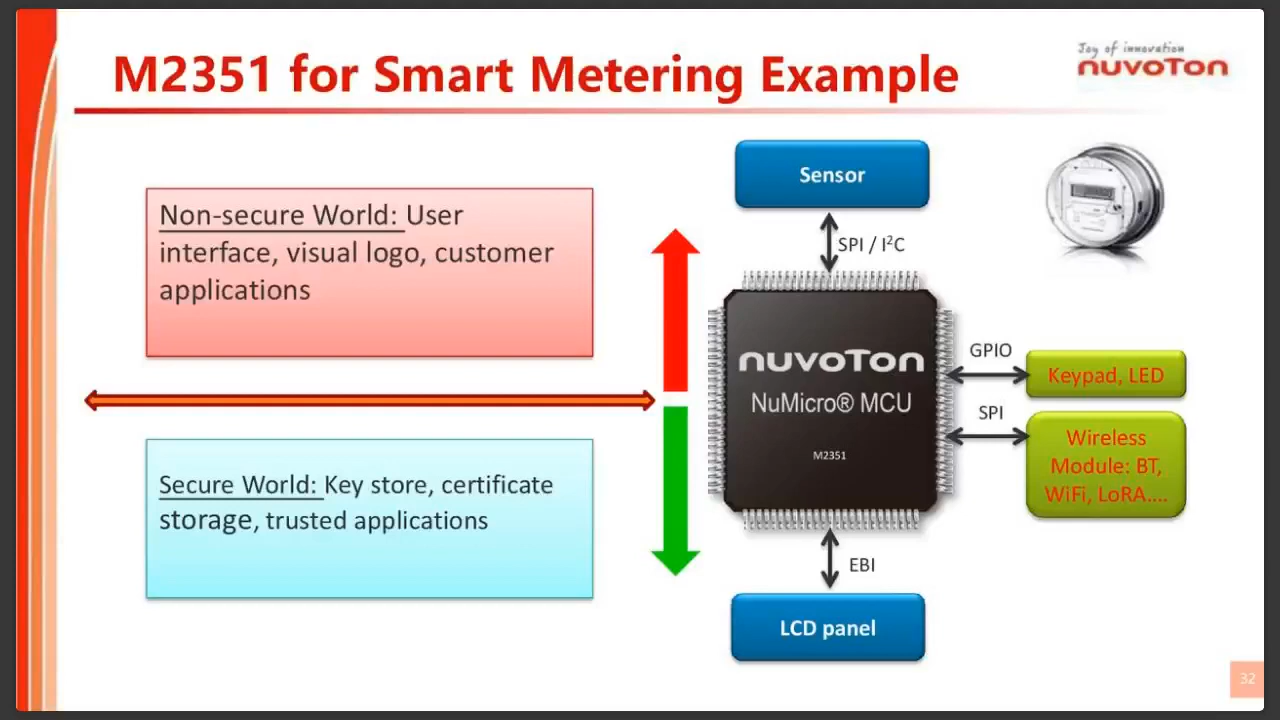 M2351 for Smart Metering Example
Joy of innovation
nuvoTon
Non-secure World: User
interface, visual logo, customer
applications
Secure World: Key store, certificate
storage, trusted applications
Sensor
SPI / I²C
nuvoTon
NuMicro® MCU
M2351
GPIO
Keypad, LED
SPI
Wireless
Module: BT,
WiFi, LoRA....
EBI
LCD panel
32